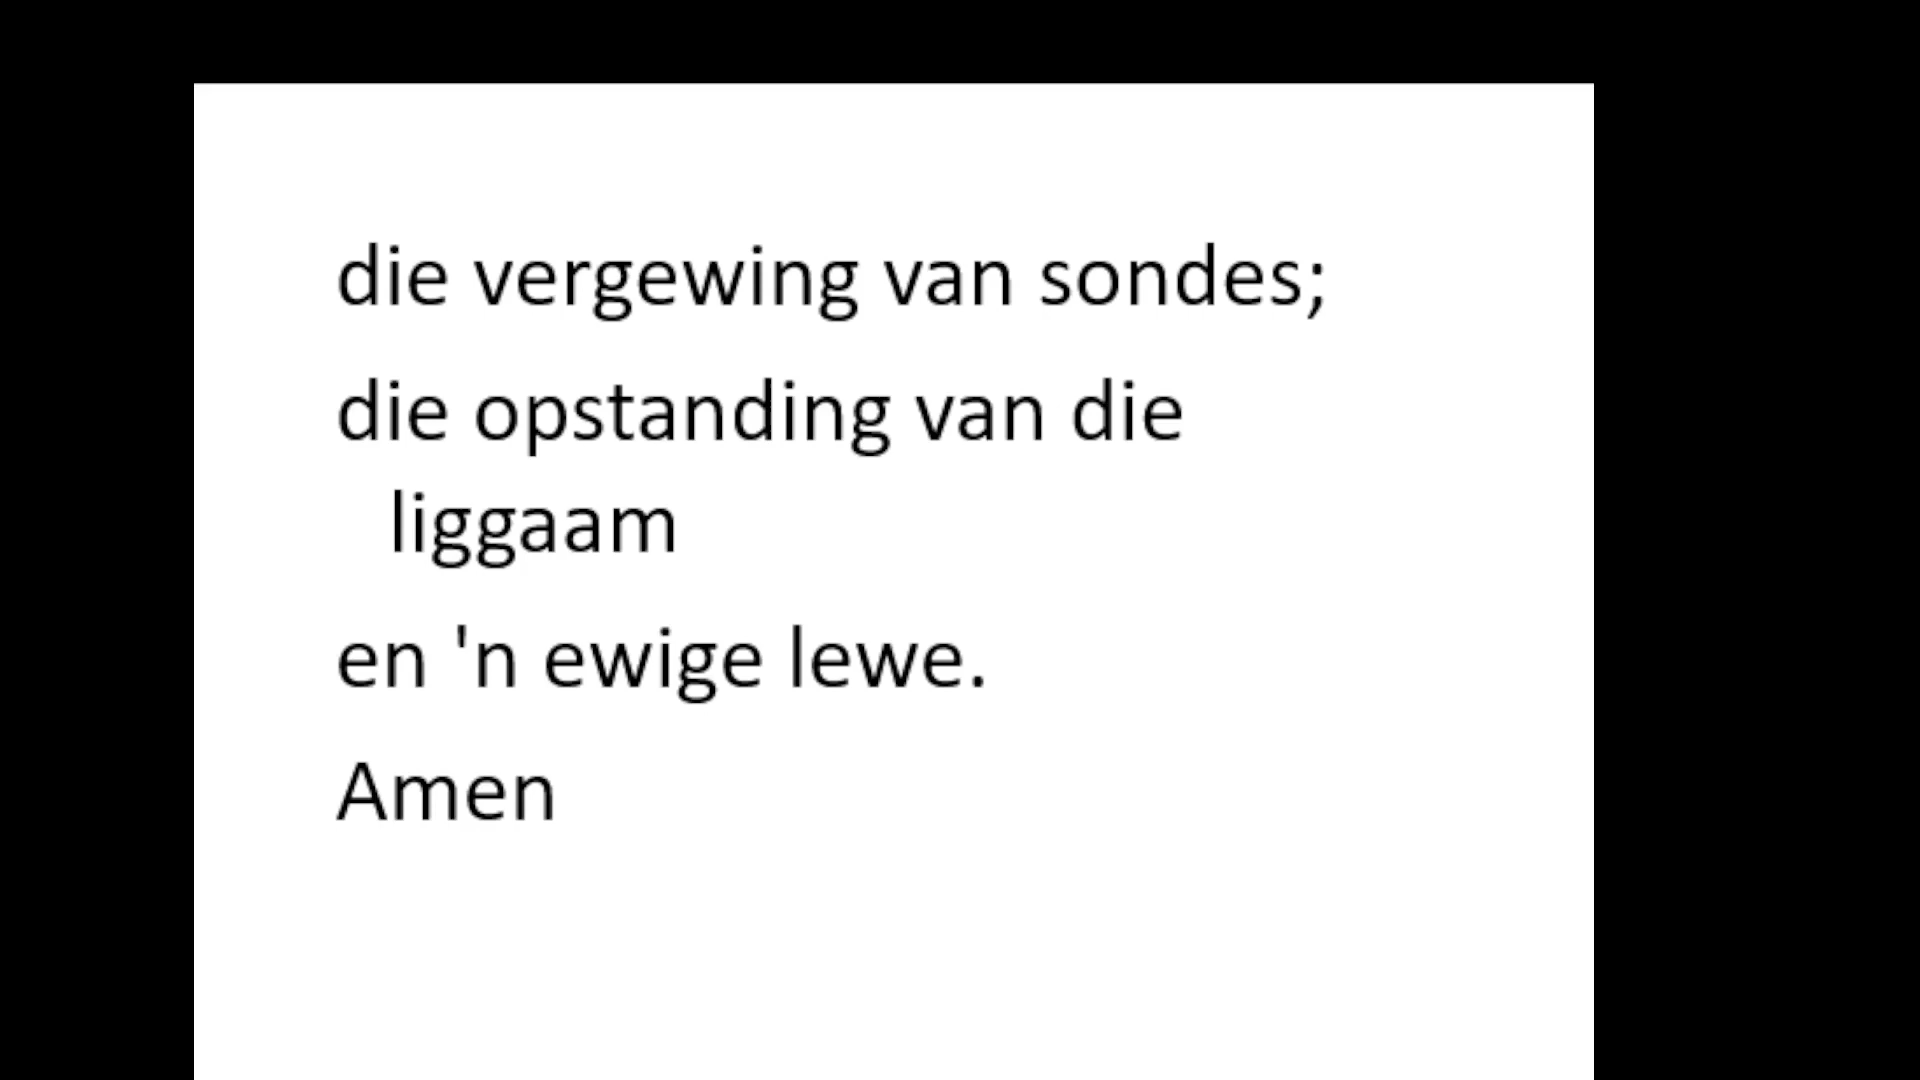 die vergewing van sondes;
die opstanding van die
liggaam
en 'n ewige lewe.
Amen